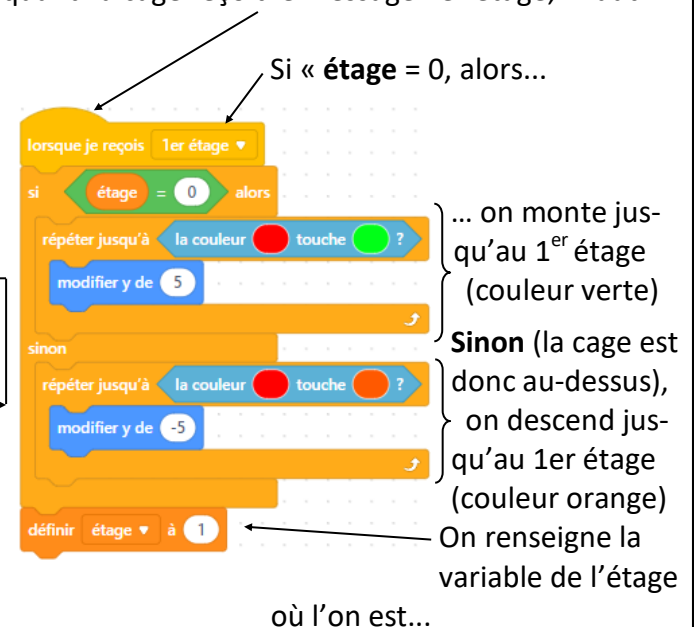 Si « étage = 0, alors...
lorsque je reçois 1er étage
si étage = 0 alors
répéter jusqu'à la couleur touche ?
modifier y de 5
sinon
répéter jusqu'à la couleur touche ?
modifier y de -5
définir étage à 1
… on monte jus-
qu'au 1er étage
(couleur verte)
Sinon (la cage est
donc au-dessus),
on descend jus-
qu'au 1er étage
(couleur orange)
On renseigne la
variable de l'étage
où l'on est...